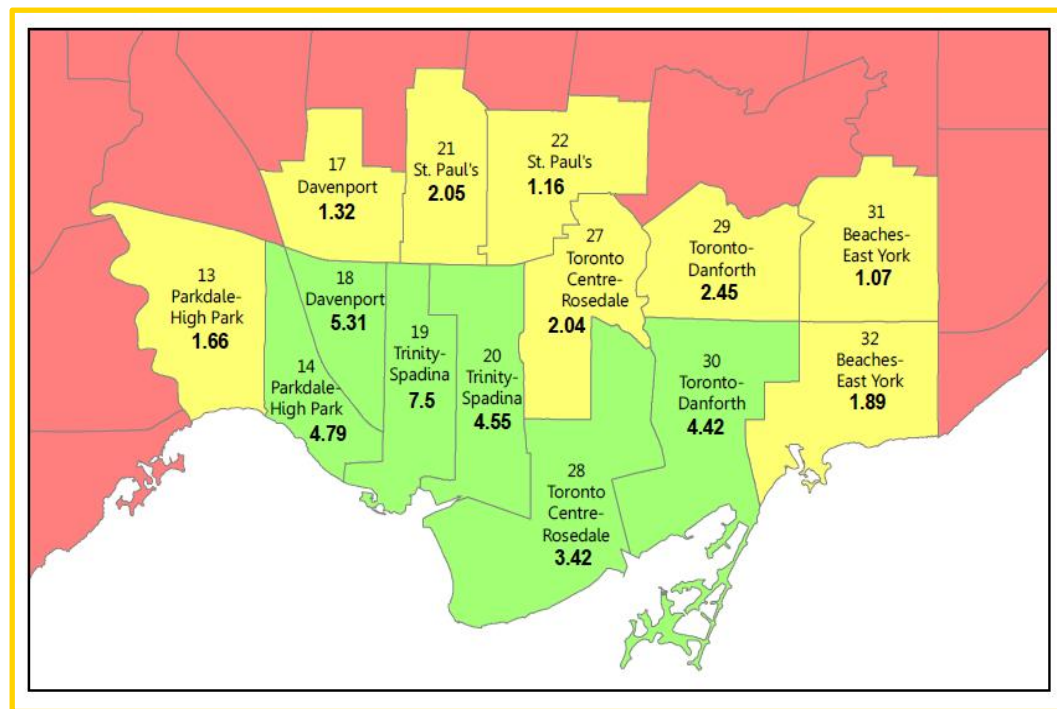 21
St. Paul's
2.05
22
St. Paul's
1.16
17
Davenport
1.32
31
Beaches-
East York
1.07
29
Toronto-
Danforth
2.45
27
Toronto
Centre-
Rosedale
2.04
13
Parkdale-
High Park
1.66
18
Davenport
5.31
19
Trinity-
Spadina
7.5
20
Trinity-
Spadina
4.55
14
Parkdale-
High Park
4.79
30
Toronto-
Danforth
4.42
32
Beaches-
East York
1.89
28
Toronto
Centre-
Rosedale
3.42